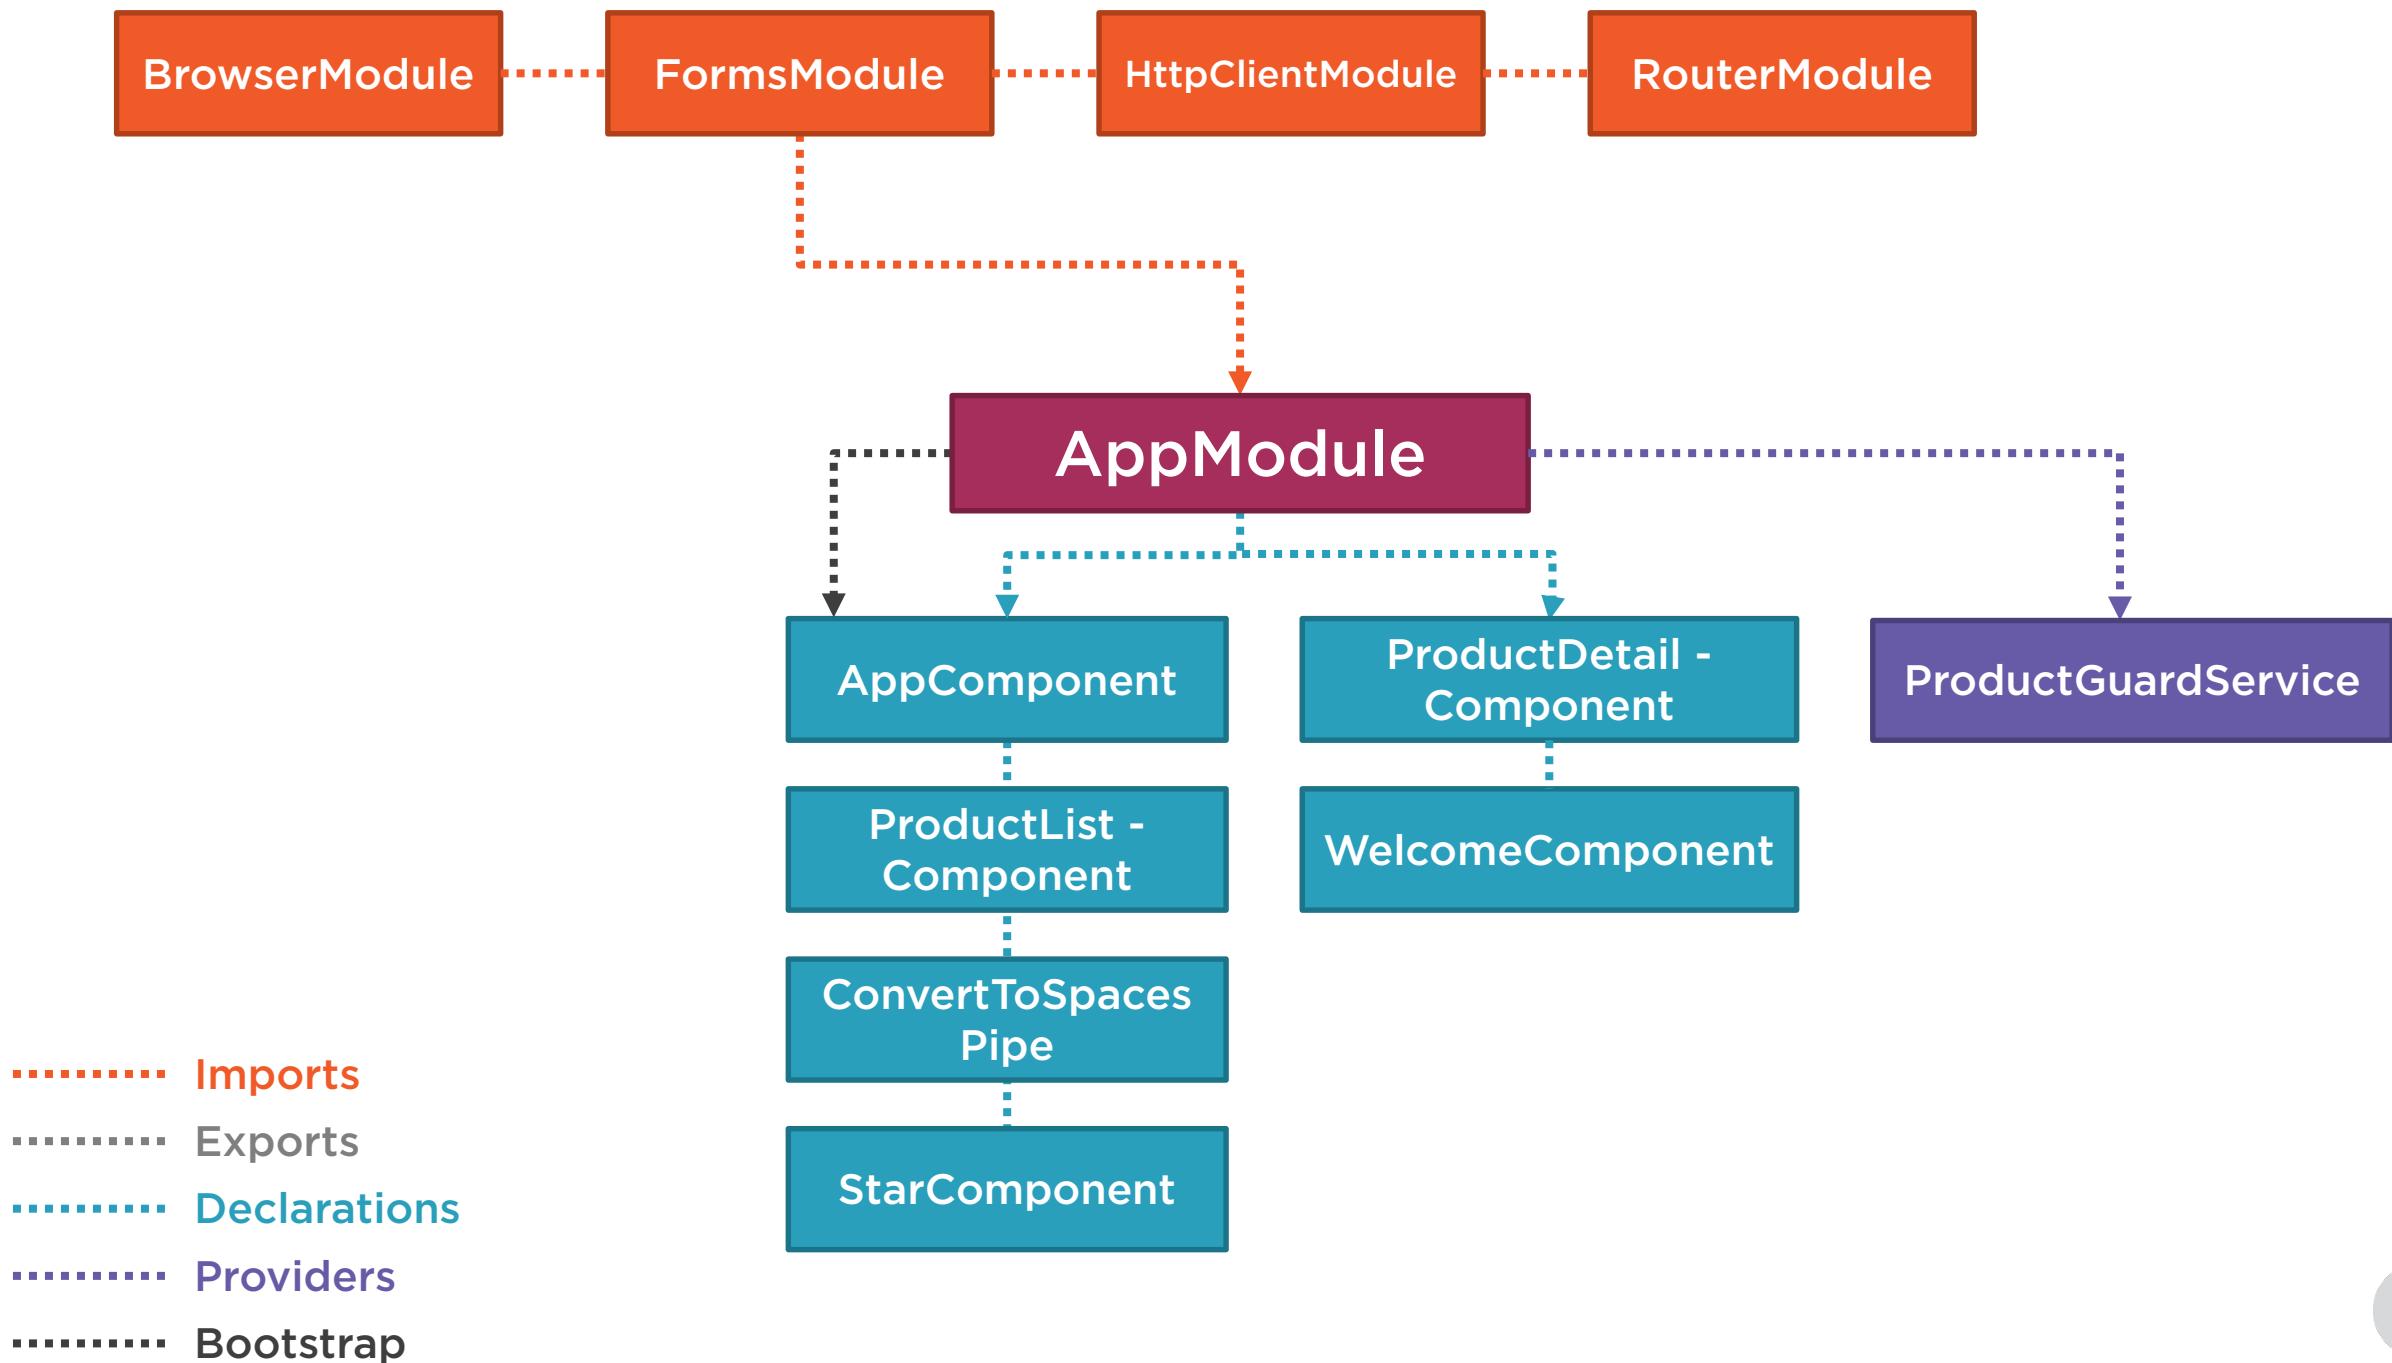 BrowserModule
FormsModule
HttpClientModule
RouterModule
AppModule
AppComponent
ProductDetail -
Component
ProductGuardService
ProductList -
Component
WelcomeComponent
ConvertToSpaces
Pipe
StarComponent
Imports
Exports
Declarations
Providers
Bootstrap